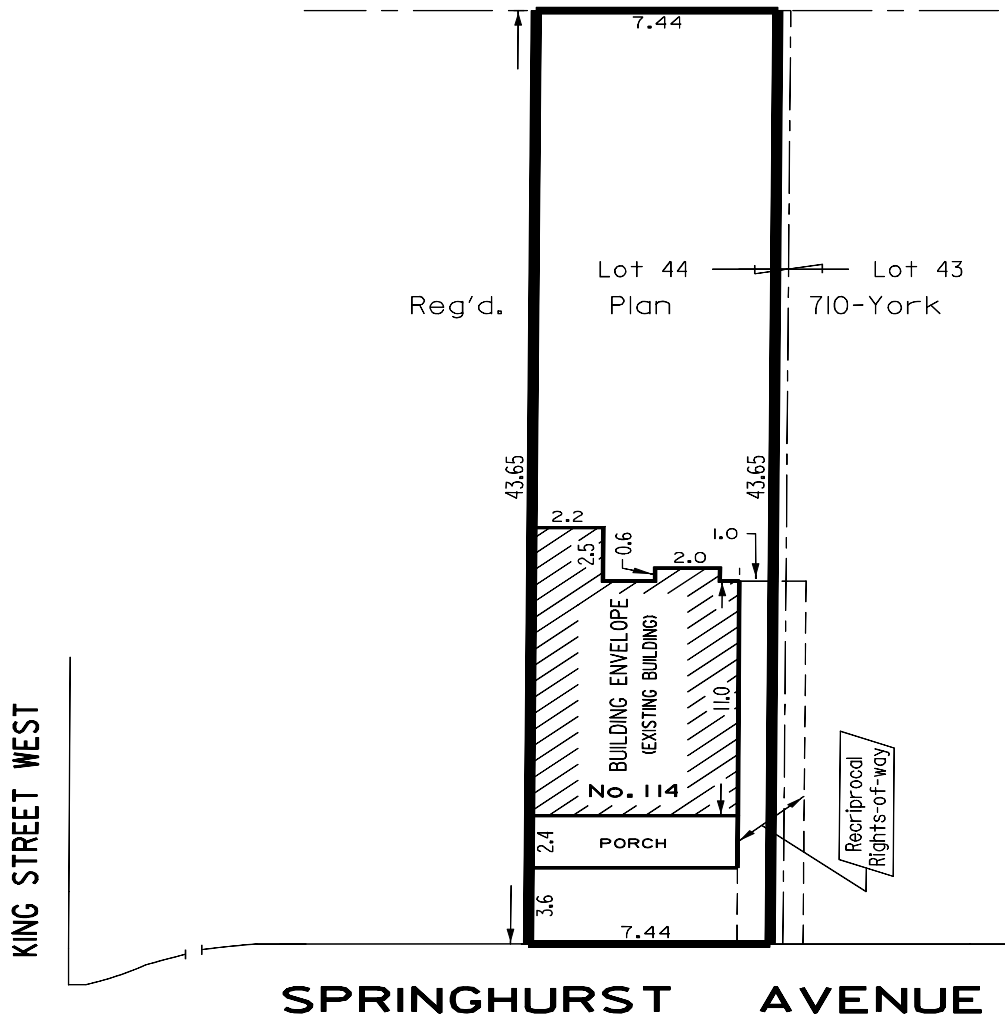 7.44
Lot 44 Lot 43
Reg'd. Plan 710-York
43.65
43.65
2.2
2.5
0.6
2.0
1.0
BUILDING ENVELOPE
(EXISTING BUILDING)
11.0
No. 114
2.4
PORCH
Recriprocal
Rights-of-way
3.6
7.44
KING STREET WEST
SPRINGHURST AVENUE